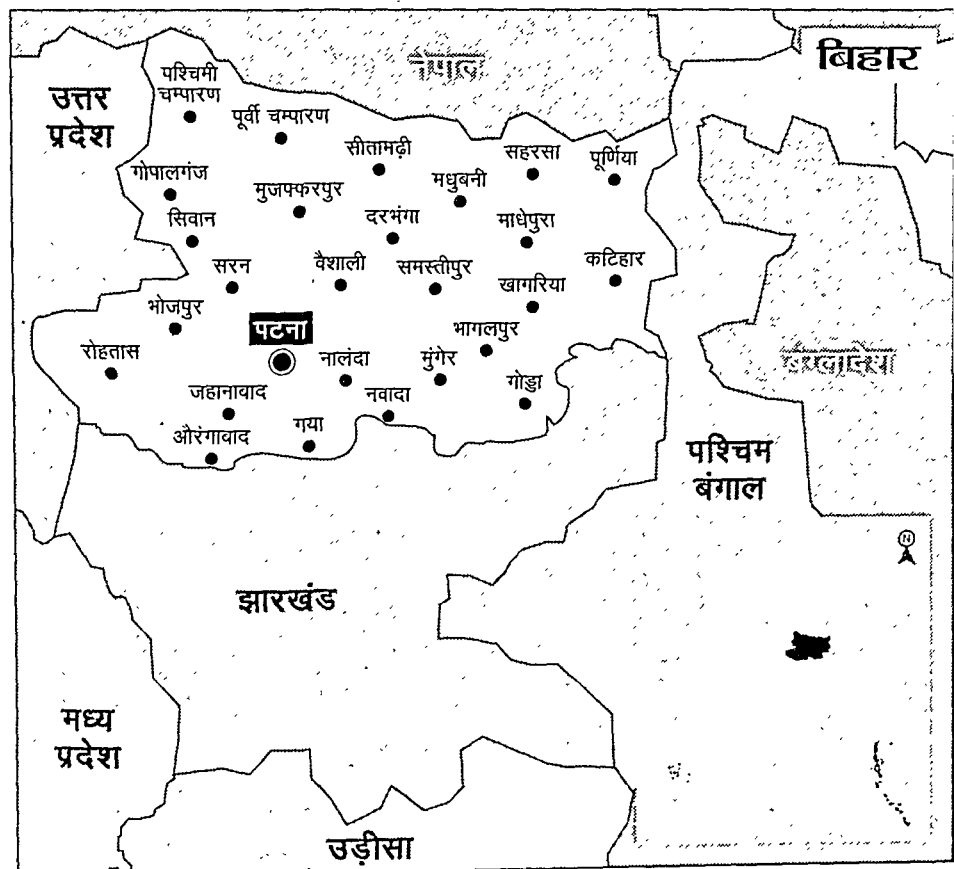 बिहार
नेपाल
पश्चिमी
चम्पारण
उत्तर
प्रदेश
पूर्वी चम्पारण
सीतामढ़ी
सहरसा
पूर्णिया
गोपालगंज
मुजफ्फरपुर
मधुबनी
सिवान
दरभंगा
माधेपुरा
सरन
वैशाली
समस्तीपुर
कटिहार
खागरिया
भोजपुर
पटना
भागलपुर
रोहतास
नालंदा
मुंगेर
जहानावाद
नवादा
गोड्डा
औरंगावाद
गया
पश्चिम
बंगाल
N
झारखंड
मध्य
प्रदेश
उड़ीसा